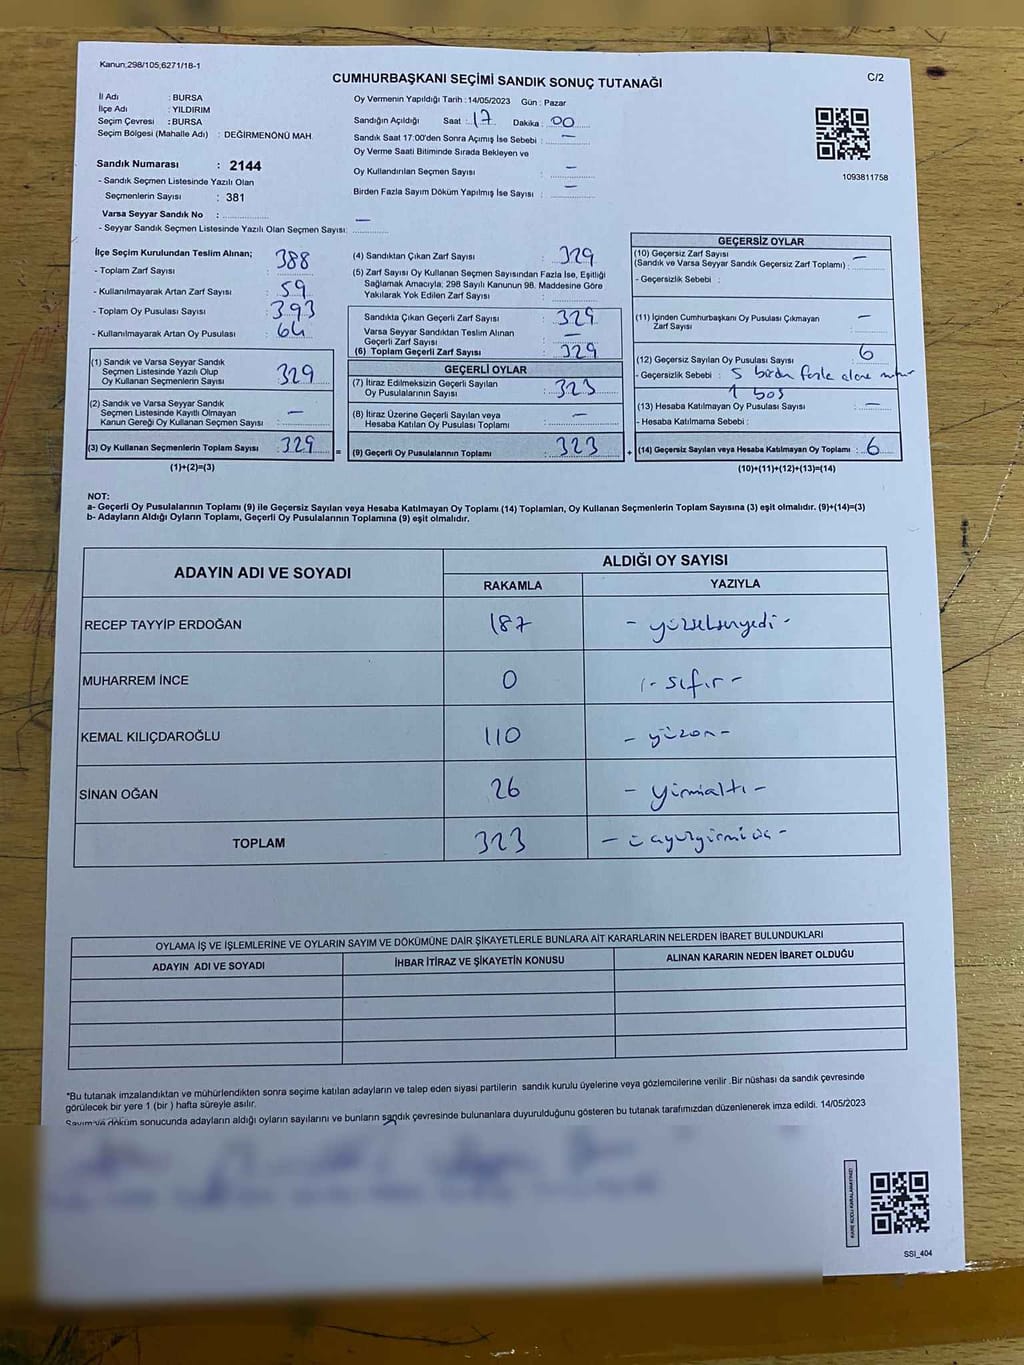 Kanun;298/105,6271/18-1
CUMHURBAŞKANI SEÇİMİ SANDIK SONUÇ TUTANAĞI
C/2
İl Adı : BURSA
İlçe Adı : YILDIRIM
Seçim Çevresi : BURSA
Seçim Bölgesi (Mahalle Adı) : DEĞİRMENÖNÜ MAH.
Sandık Numarası : 2144
- Sandık Seçmen Listesinde Yazılı Olan
Seçmenlerin Sayısı : 381
Varsa Seyyar Sandık No :
- Seyyar Sandık Seçmen Listesinde Yazılı Olan Seçmen Sayısı: —
Oy Vermenin Yapıldığı Tarih : 14/05/2023 Gün : Pazar
Sandığın Açıldığı Saat : 17 Dakika : 00
Sandık Saat 17:00'den Sonra Açımış İse Sebebi : —
Oy Verme Saati Bitiminde Sırada Bekleyen ve
Oy Kullandırılan Seçmen Sayısı : —
Birden Fazla Sayım Döküm Yapılmış İse Sayısı : —
1093811758
İlçe Seçim Kurulundan Teslim Alınan;
- Toplam Zarf Sayısı : 388
- Kullanılmayarak Artan Zarf Sayısı : 59
- Toplam Oy Pusulası Sayısı : 393
- Kullanılmayarak Artan Oy Pusulası : 64
(1) Sandık ve Varsa Seyyar Sandık
Seçmen Listesinde Yazılı Olup
Oy Kullanan Seçmenlerin Sayısı : 329
(2) Sandık ve Varsa Seyyar Sandık
Seçmen Listesinde Kayıtlı Olmayan
Kanun Gereği Oy Kullanan Seçmen Sayısı : —
(3) Oy Kullanan Seçmenlerin Toplam Sayısı : 329
(1)+(2)=(3)
(4) Sandıktan Çıkan Zarf Sayısı : 329
(5) Zarf Sayısı Oy Kullanan Seçmen Sayısından Fazla İse, Eşitliği
Sağlamak Amacıyla; 298 Sayılı Kanunun 98. Maddesine Göre
Yakılarak Yok Edilen Zarf Sayısı :
Sandıkta Çıkan Geçerli Zarf Sayısı : 329
Varsa Seyyar Sandıktan Teslim Alınan
Geçerli Zarf Sayısı : —
(6) Toplam Geçerli Zarf Sayısı : 329
GEÇERLİ OYLAR
(7) İtiraz Edilmeksizin Geçerli Sayılan
Oy Pusulalarının Sayısı : 323
(8) İtiraz Üzerine Geçerli Sayılan veya
Hesaba Katılan Oy Pusulası Toplamı : —
= (9) Geçerli Oy Pusulalarının Toplamı : 323
GEÇERSİZ OYLAR
(10) Geçersiz Zarf Sayısı
(Sandık ve Varsa Seyyar Sandık Geçersiz Zarf Toplamı) : —
- Geçersizlik Sebebi :
(11) İçinden Cumhurbaşkanı Oy Pusulası Çıkmayan
Zarf Sayısı : —
(12) Geçersiz Sayılan Oy Pusulası Sayısı : 6
- Geçersizlik Sebebi : 5 birden fazla alana mühür
1 boş
(13) Hesaba Katılmayan Oy Pusulası Sayısı : —
- Hesaba Katılmama Sebebi :
+ (14) Geçersiz Sayılan veya Hesaba Katılmayan Oy Toplamı : 6
(10)+(11)+(12)+(13)=(14)
NOT:
a- Geçerli Oy Pusulalarının Toplamı (9) ile Geçersiz Sayılan veya Hesaba Katılmayan Oy Toplamı (14) Toplamları, Oy Kullanan Seçmenlerin Toplam Sayısına (3) eşit olmalıdır. (9)+(14)=(3)
b- Adayların Aldığı Oyların Toplamı, Geçerli Oy Pusulalarının Toplamına (9) eşit olmalıdır.
ADAYIN ADI VE SOYADI ALDIĞI OY SAYISI
RAKAMLA YAZIYLA
RECEP TAYYİP ERDOĞAN 187 - yüzseksenyedi -
MUHARREM İNCE 0 - sıfır -
KEMAL KILIÇDAROĞLU 110 - yüzon -
SİNAN OĞAN 26 - yirmialtı -
TOPLAM 323 - üçyüzyirmiüç -
OYLAMA İŞ VE İŞLEMLERİNE VE OYLARIN SAYIM VE DÖKÜMÜNE DAİR ŞİKAYETLERLE BUNLARA AİT KARARLARIN NELERDEN İBARET BULUNDUKLARI
ADAYIN ADI VE SOYADI İHBAR İTİRAZ VE ŞİKAYETİN KONUSU ALINAN KARARIN NEDEN İBARET OLDUĞU
"Bu tutanak imzalandıktan ve mühürlendikten sonra seçime katılan adayların ve talep eden siyasi partilerin sandık kurulu üyelerine veya gözlemcilerine verilir .Bir nüshası da sandık çevresinde
görülecek bir yere 1 (bir ) hafta süreyle asılır.
Sayım ve döküm sonucunda adayların aldığı oyların sayılarını ve bunların sandık çevresinde bulunanlara duyurulduğunu gösteren bu tutanak tarafımızdan düzenlenerek imza edildi. 14/05/2023
KARE KODU KARALAMAYINIZ!
SSI_404